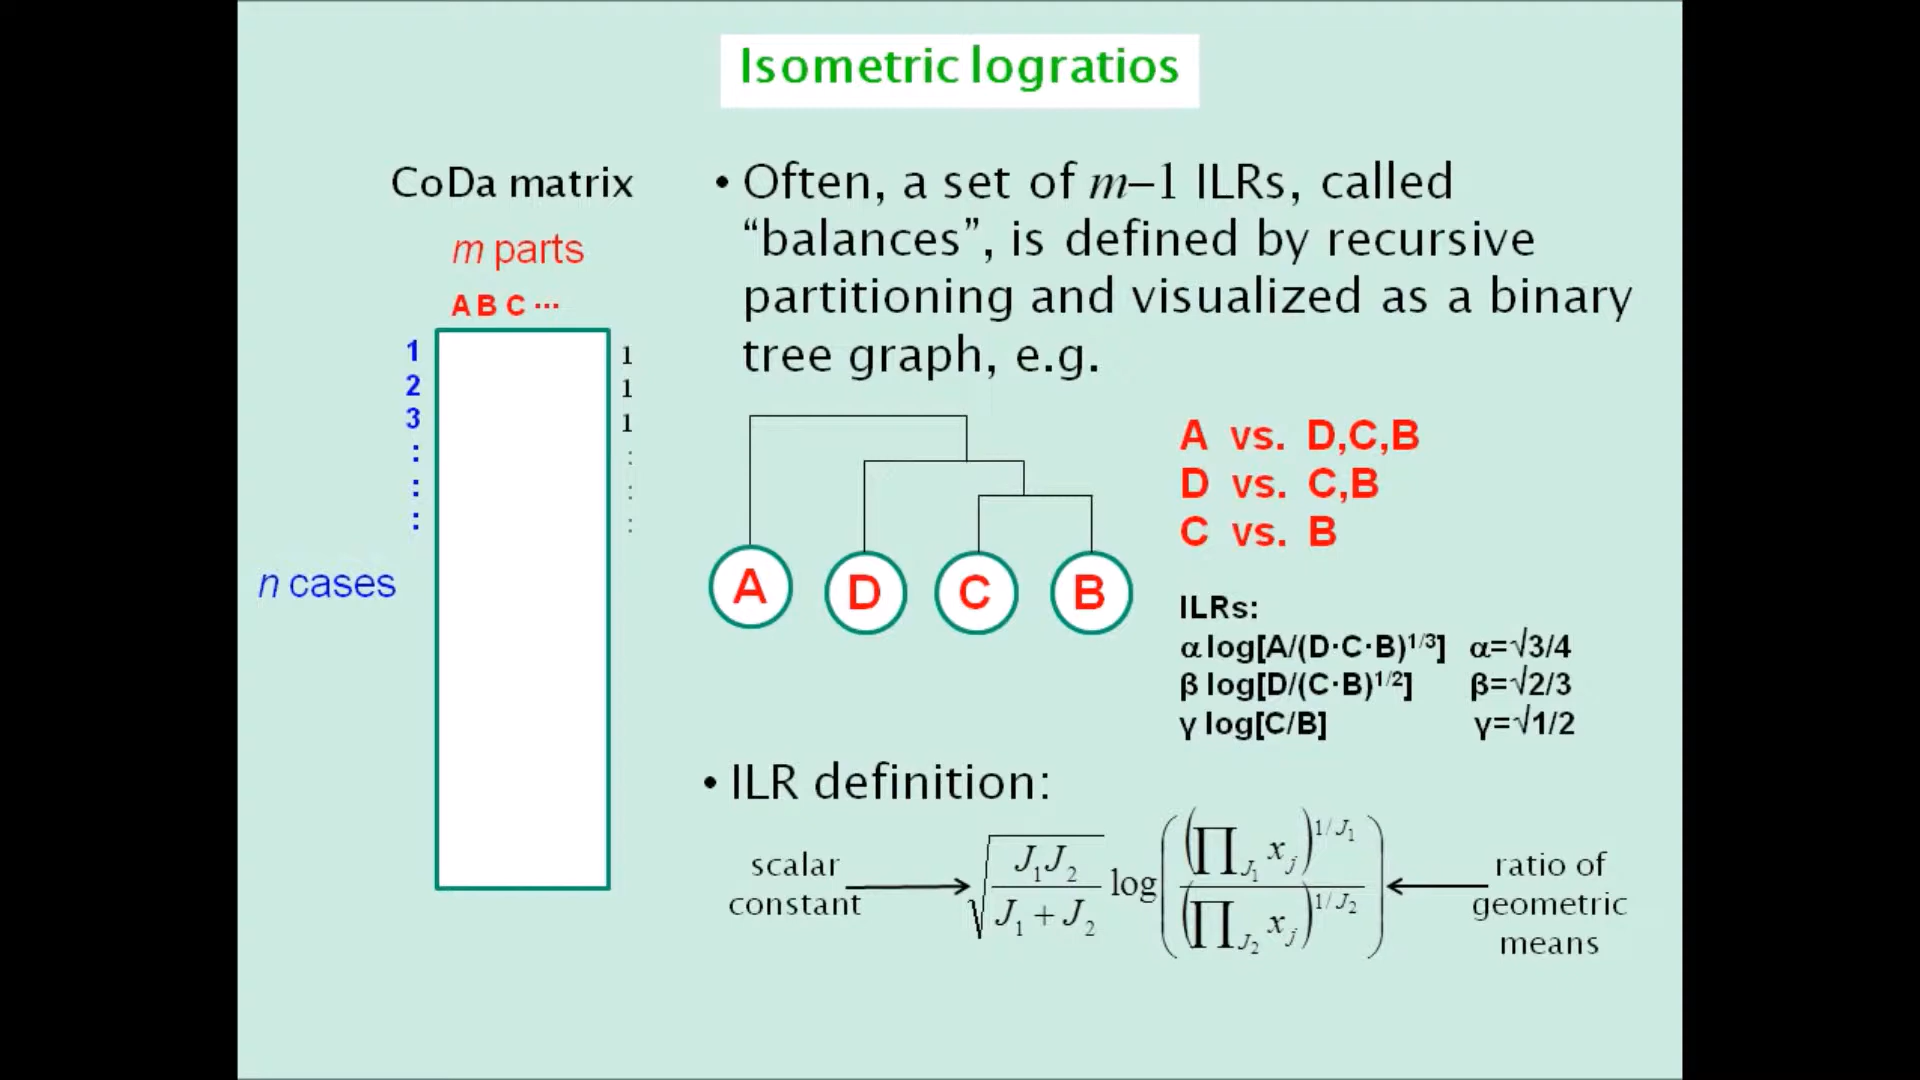 Isometric logratios
CoDa matrix
m parts
A B C ···
1 1
2 1
3 1
: :
: :
: :
n cases
• Often, a set of m–1 ILRs, called
“balances”, is defined by recursive
partitioning and visualized as a binary
tree graph, e.g.
A D C B
A vs. D,C,B
D vs. C,B
C vs. B
ILRs:
α log[A/(D·C·B)^1/3] α=√3/4
β log[D/(C·B)^1/2] β=√2/3
γ log[C/B] γ=√1/2
• ILR definition:
scalar
constant
√(J₁J₂ / (J₁ + J₂)) log((∏_J₁ x_j)^1/J₁ / (∏_J₂ x_j)^1/J₂)
ratio of
geometric
means